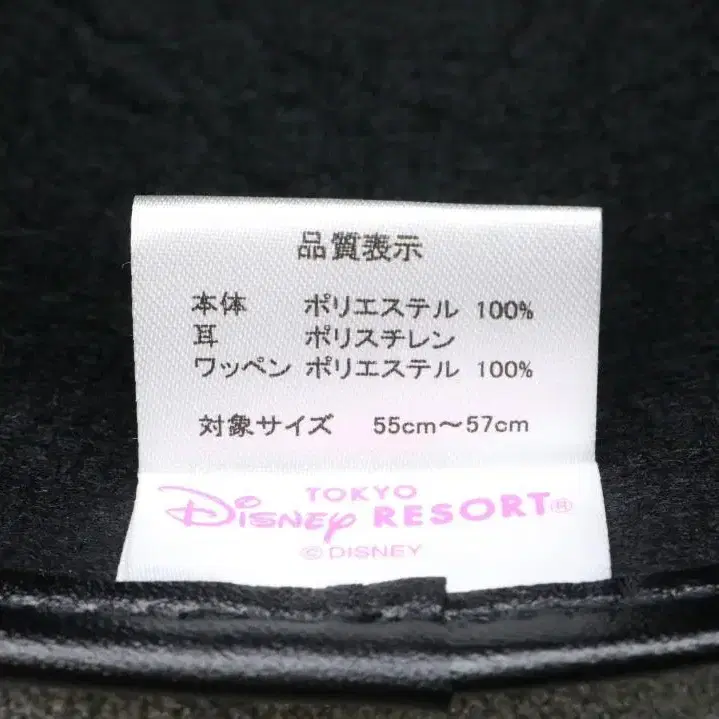 品質表示
本体 ポリエステル 100%
耳 ポリスチレン
ワッペン ポリエステル 100%
対象サイズ 55cm～57cm
TOKYO
Disney RESORT®
© DISNEY